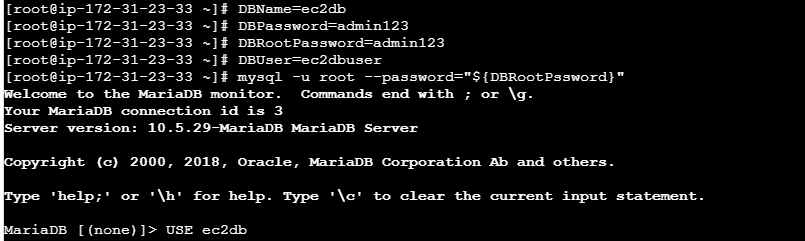 [root@ip-172-31-23-33 ~]# DBName=ec2db
[root@ip-172-31-23-33 ~]# DBPassword=admin123
[root@ip-172-31-23-33 ~]# DBRootPassword=admin123
[root@ip-172-31-23-33 ~]# DBUser=ec2dbuser
[root@ip-172-31-23-33 ~]# mysql -u root --password="${DBRootPssword}"
Welcome to the MariaDB monitor.  Commands end with ; or \g.
Your MariaDB connection id is 3
Server version: 10.5.29-MariaDB MariaDB Server
Copyright (c) 2000, 2018, Oracle, MariaDB Corporation Ab and others.
Type 'help;' or '\h' for help. Type '\c' to clear the current input statement.
MariaDB [(none)]> USE ec2db